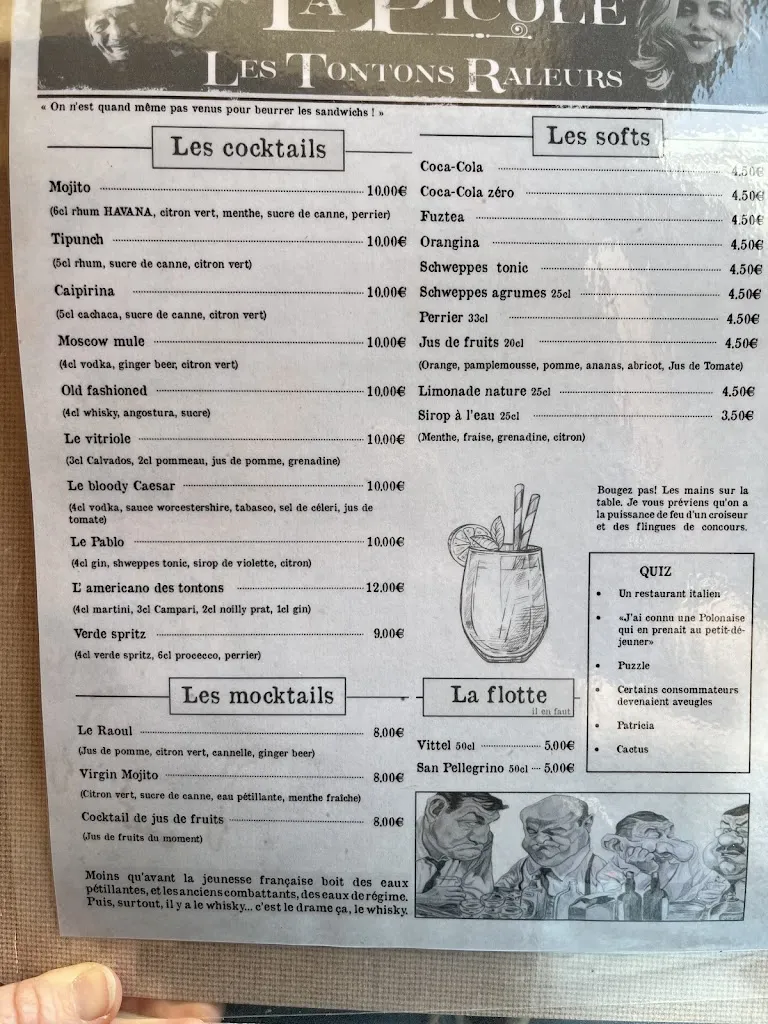 LA PICOLE
LES TONTONS RALEURS
« On n'est quand même pas venus pour beurrer les sandwichs ! »
Les cocktails
Mojito 10.00€
(6cl rhum HAVANA, citron vert, menthe, sucre de canne, perrier)
Tipunch 10.00€
(5cl rhum, sucre de canne, citron vert)
Caipirina 10.00€
(5cl cachaca, sucre de canne, citron vert)
Moscow mule 10.00€
(4cl vodka, ginger beer, citron vert)
Old fashioned 10.00€
(4cl whisky, angostura, sucre)
Le vitriole 10.00€
(3cl Calvados, 2cl pommeau, jus de pomme, grenadine)
Le bloody Caesar 10.00€
(4cl vodka, sauce worcestershire, tabasco, sel de céleri, jus de
tomate)
Le Pablo 10.00€
(4cl gin, shweppes tonic, sirop de violette, citron)
L' americano des tontons 12.00€
(4cl martini, 3cl Campari, 2cl noilly prat, 1cl gin)
Verde spritz 9.00€
(4cl verde spritz, 6cl procecco, perrier)
Les mocktails
Le Raoul 8.00€
(Jus de pomme, citron vert, cannelle, ginger beer)
Virgin Mojito 8.00€
(Citron vert, sucre de canne, eau pétillante, menthe fraîche)
Cocktail de jus de fruits 8.00€
(Jus de fruits du moment)
Moins qu'avant la jeunesse française boit des eaux
pétillantes, et les anciens combattants, des eaux de régime.
Puis, surtout, il y a le whisky... c'est le drame ça, le whisky.
Les softs
Coca-Cola 4.50€
Coca-Cola zéro 4.50€
Fuztea 4.50€
Orangina 4.50€
Schweppes tonic 4.50€
Schweppes agrumes 25cl 4.50€
Perrier 33cl 4.50€
Jus de fruits 20cl 4.50€
(Orange, pamplemousse, pomme, ananas, abricot, Jus de Tomate)
Limonade nature 25cl 4.50€
Sirop à l'eau 25cl 3.50€
(Menthe, fraise, grenadine, citron)
Bougez pas! Les mains sur la
table. Je vous préviens qu'on a
la puissance de feu d'un croiseur
et des flingues de concours.
QUIZ
• Un restaurant italien
• «J'ai connu une Polonaise
qui en prenait au petit-dé-
jeuner»
• Puzzle
• Certains consommateurs
devenaient aveugles
• Patricia
• Cactus
La flotte
il en faut
Vittel 50cl 5,00€
San Pellegrino 50cl 5,00€